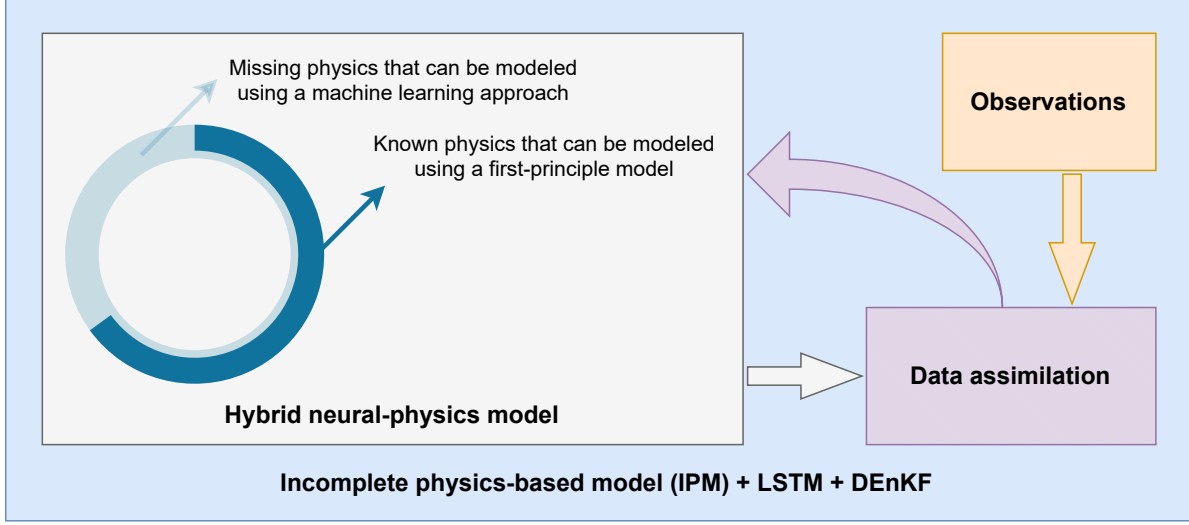 Missing physics that can be modeled
using a machine learning approach
Known physics that can be modeled
using a first-principle model
Hybrid neural-physics model
Observations
Data assimilation
Incomplete physics-based model (IPM) + LSTM + DEnKF